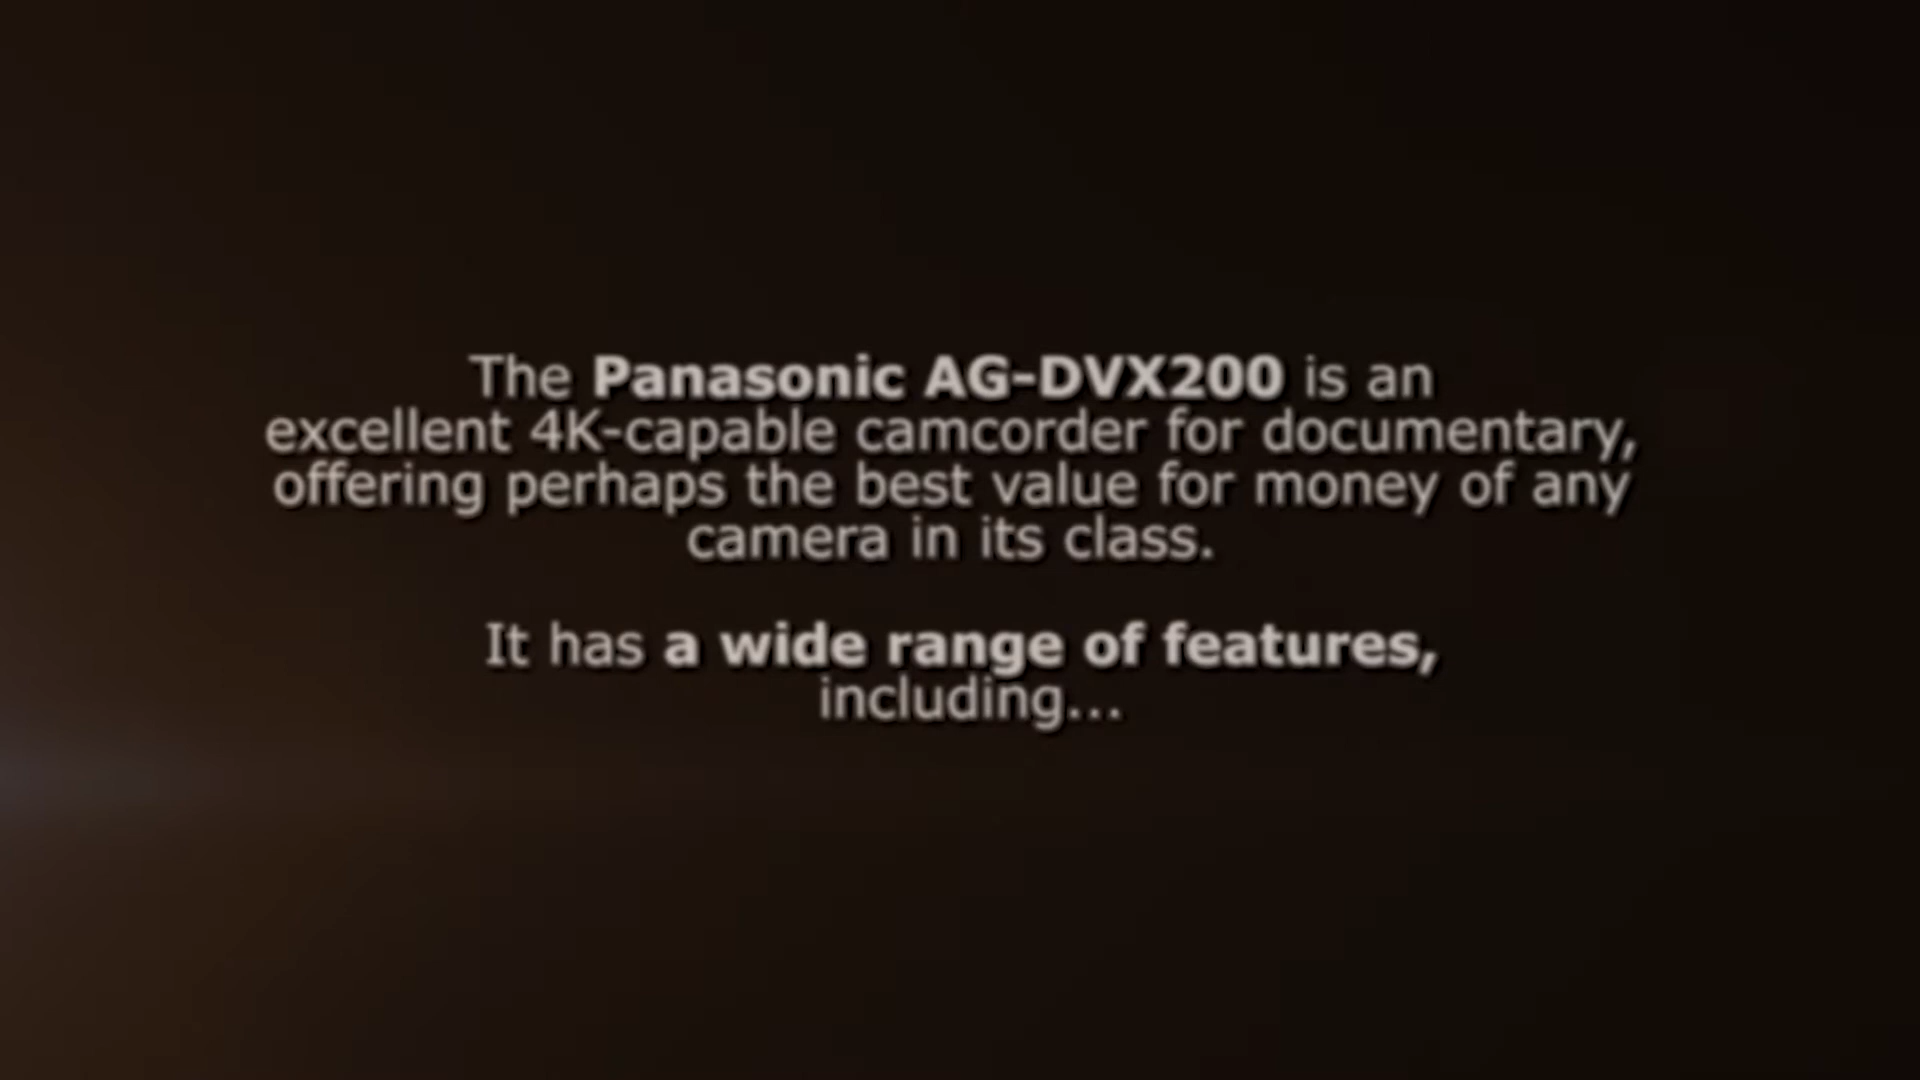 The Panasonic AG-DVX200 is an
excellent 4K-capable camcorder for documentary,
offering perhaps the best value for money of any
camera in its class.
It has a wide range of features,
including...